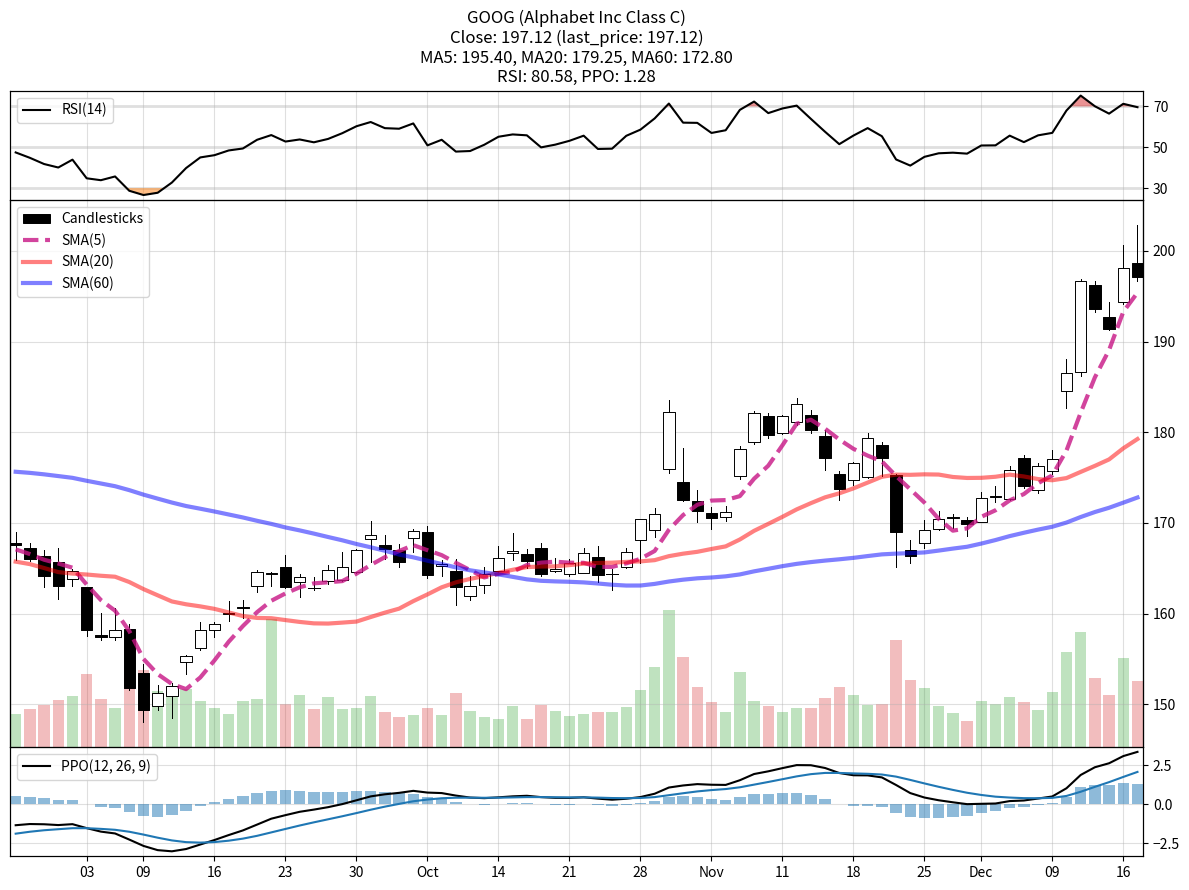 GOOG (Alphabet Inc Class C)
Close: 197.12 (last_price: 197.12)
MA5: 195.40, MA20: 179.25, MA60: 172.80
RSI: 80.58, PPO: 1.28
RSI(14)
70
50
30
Candlesticks
SMA(5)
SMA(20)
SMA(60)
200
190
180
170
160
150
PPO(12, 26, 9)
2.5
0.0
−2.5
03 09 16 23 30 Oct 14 21 28 Nov 11 18 25 Dec 09 16